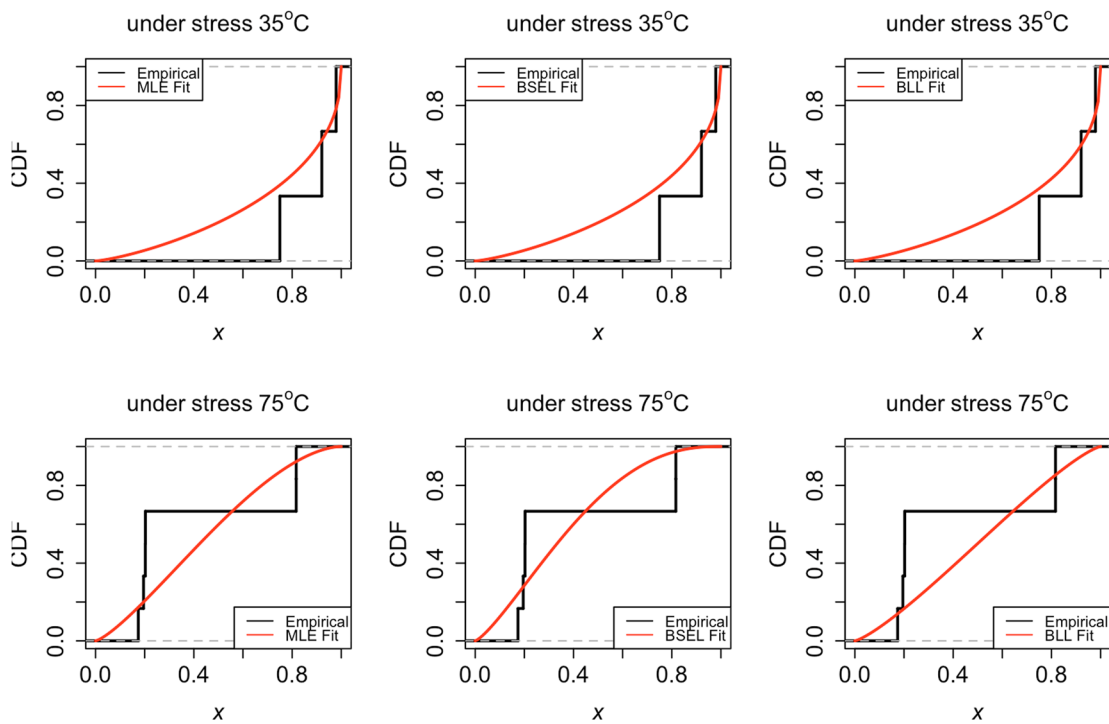 under stress 35°C
Empirical
MLE Fit
CDF
0.0 0.4 0.8
0.0 0.4 0.8
x
under stress 35°C
Empirical
BSEL Fit
CDF
0.0 0.4 0.8
0.0 0.4 0.8
x
under stress 35°C
Empirical
BLL Fit
CDF
0.0 0.4 0.8
0.0 0.4 0.8
x
under stress 75°C
Empirical
MLE Fit
CDF
0.0 0.4 0.8
0.0 0.4 0.8
x
under stress 75°C
Empirical
BSEL Fit
CDF
0.0 0.4 0.8
0.0 0.4 0.8
x
under stress 75°C
Empirical
BLL Fit
CDF
0.0 0.4 0.8
0.0 0.4 0.8
x